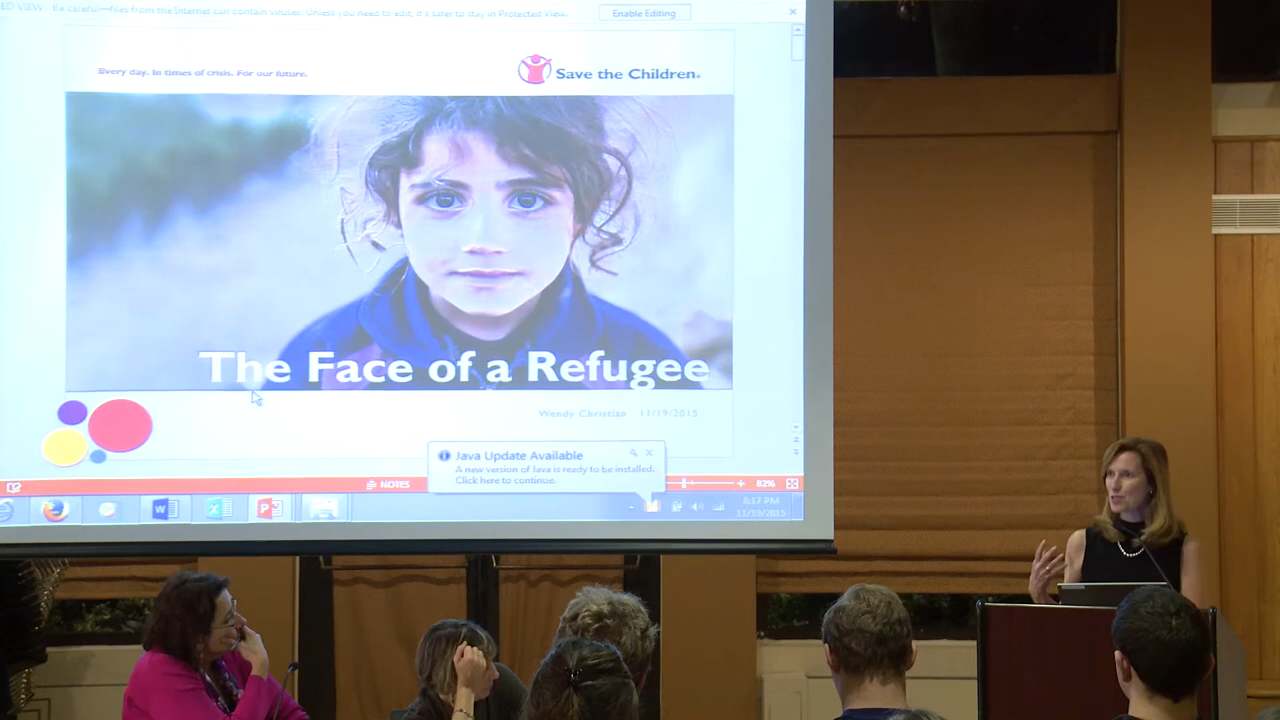 ED VIEW Be careful—files from the Internet can contain viruses. Unless you need to edit, it's safer to stay in Protected View.
Enable Editing
Every day. In times of crisis. For our future.
Save the Children.
The Face of a Refugee
Wendy Christian 11/19/2015
Java Update Available
A new version of Java is ready to be installed.
Click here to continue.
NOTES
82%
8:17 PM
11/19/2015